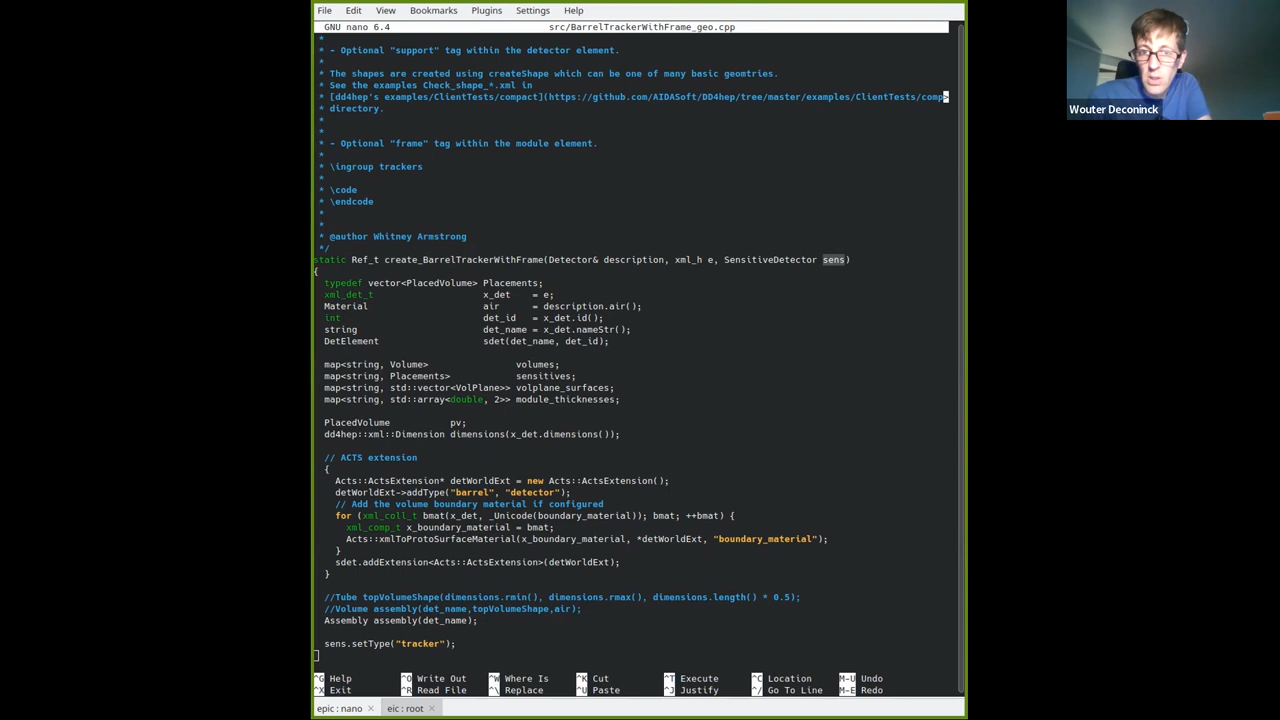 File Edit View Bookmarks Plugins Settings Help
GNU nano 6.4 src/BarrelTrackerWithFrame_geo.cpp
*
* - Optional "support" tag within the detector element.
*
* The shapes are created using createShape which can be one of many basic geomtries.
* See the examples Check_shape_*.xml in
* [dd4hep's examples/ClientTests/compact](https://github.com/AIDASoft/DD4hep/tree/master/examples/ClientTests/comp>
* directory.
*
*
* - Optional "frame" tag within the module element.
*
* \ingroup trackers
*
* \code
* \endcode
*
*
* @author Whitney Armstrong
*/
static Ref_t create_BarrelTrackerWithFrame(Detector& description, xml_h e, SensitiveDetector sens)
{
typedef vector<PlacedVolume> Placements;
xml_det_t x_det = e;
Material air = description.air();
int det_id = x_det.id();
string det_name = x_det.nameStr();
DetElement sdet(det_name, det_id);
map<string, Volume> volumes;
map<string, Placements> sensitives;
map<string, std::vector<VolPlane>> volplane_surfaces;
map<string, std::array<double, 2>> module_thicknesses;
PlacedVolume pv;
dd4hep::xml::Dimension dimensions(x_det.dimensions());
// ACTS extension
{
Acts::ActsExtension* detWorldExt = new Acts::ActsExtension();
detWorldExt->addType("barrel", "detector");
// Add the volume boundary material if configured
for (xml_coll_t bmat(x_det, _Unicode(boundary_material)); bmat; ++bmat) {
xml_comp_t x_boundary_material = bmat;
Acts::xmlToProtoSurfaceMaterial(x_boundary_material, *detWorldExt, "boundary_material");
}
sdet.addExtension<Acts::ActsExtension>(detWorldExt);
}
//Tube topVolumeShape(dimensions.rmin(), dimensions.rmax(), dimensions.length() * 0.5);
//Volume assembly(det_name,topVolumeShape,air);
Assembly assembly(det_name);
sens.setType("tracker");
^G Help ^O Write Out ^W Where Is ^K Cut ^T Execute ^C Location M-U Undo
^X Exit ^R Read File ^\ Replace ^U Paste ^J Justify ^/ Go To Line M-E Redo
epic : nano × eic : root ×
Wouter Deconinck